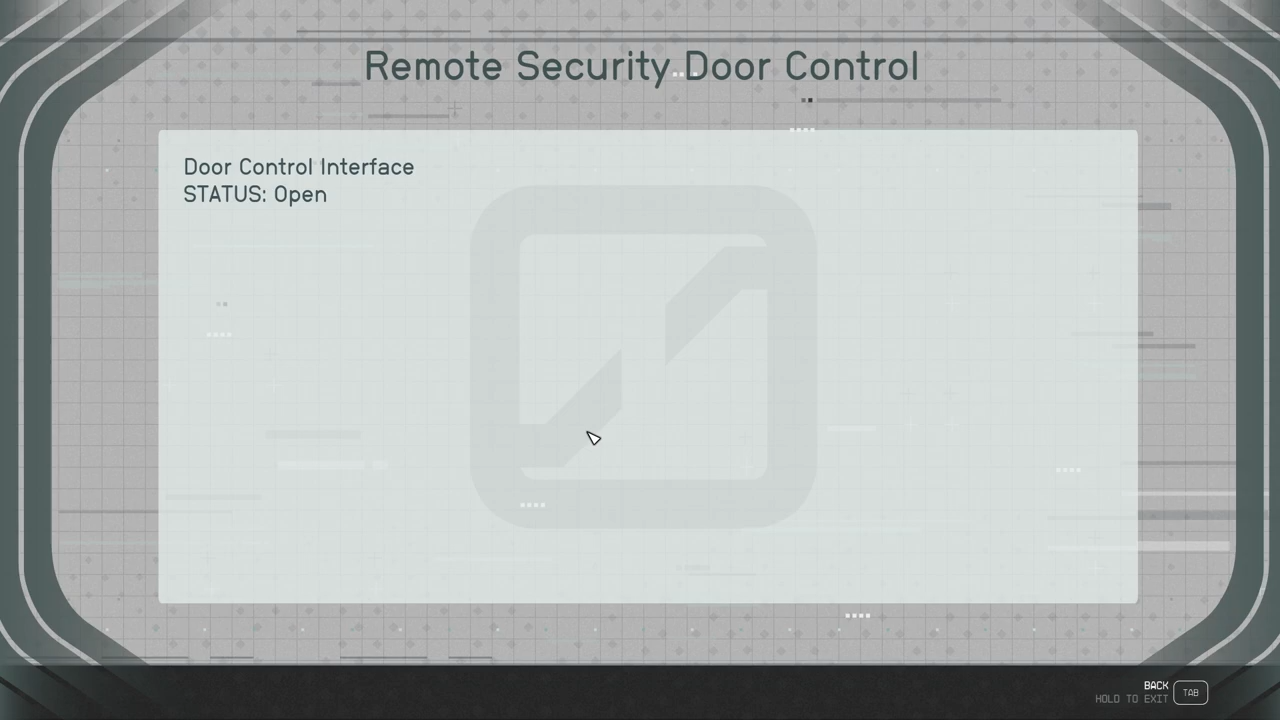 Remote Security Door Control
Door Control Interface
STATUS: Open
BACK
HOLD TO EXIT
TAB